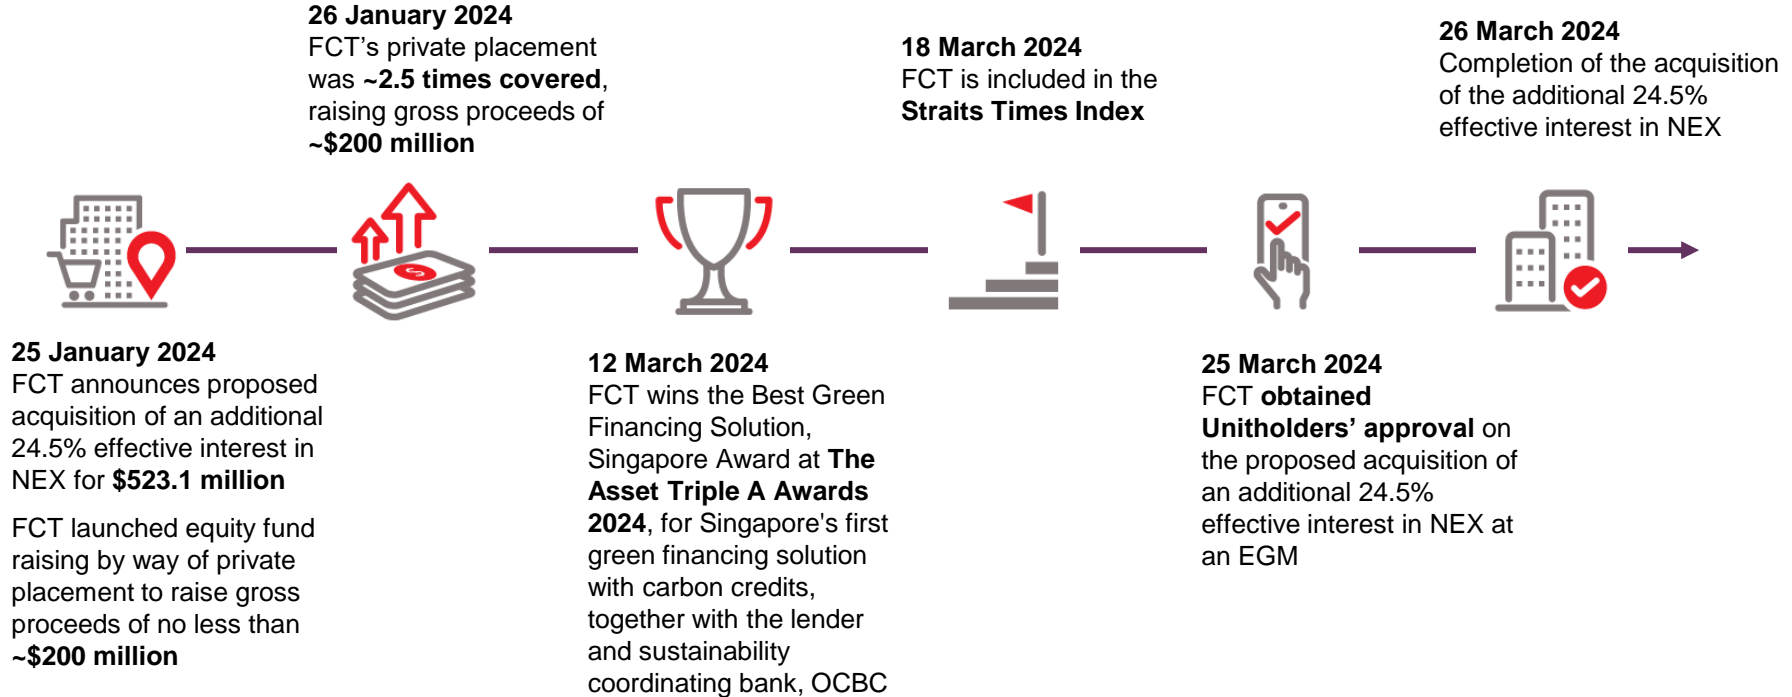 26 January 2024
FCT's private placement
was ~2.5 times covered,
raising gross proceeds of
~$200 million
18 March 2024
FCT is included in the
Straits Times Index
26 March 2024
Completion of the acquisition
of the additional 24.5%
effective interest in NEX
25 January 2024
FCT announces proposed
acquisition of an additional
24.5% effective interest in
NEX for $523.1 million
FCT launched equity fund
raising by way of private
placement to raise gross
proceeds of no less than
~$200 million
12 March 2024
FCT wins the Best Green
Financing Solution,
Singapore Award at The
Asset Triple A Awards
2024, for Singapore's first
green financing solution
with carbon credits,
together with the lender
and sustainability
coordinating bank, OCBC
25 March 2024
FCT obtained
Unitholders' approval on
the proposed acquisition of
an additional 24.5%
effective interest in NEX at
an EGM